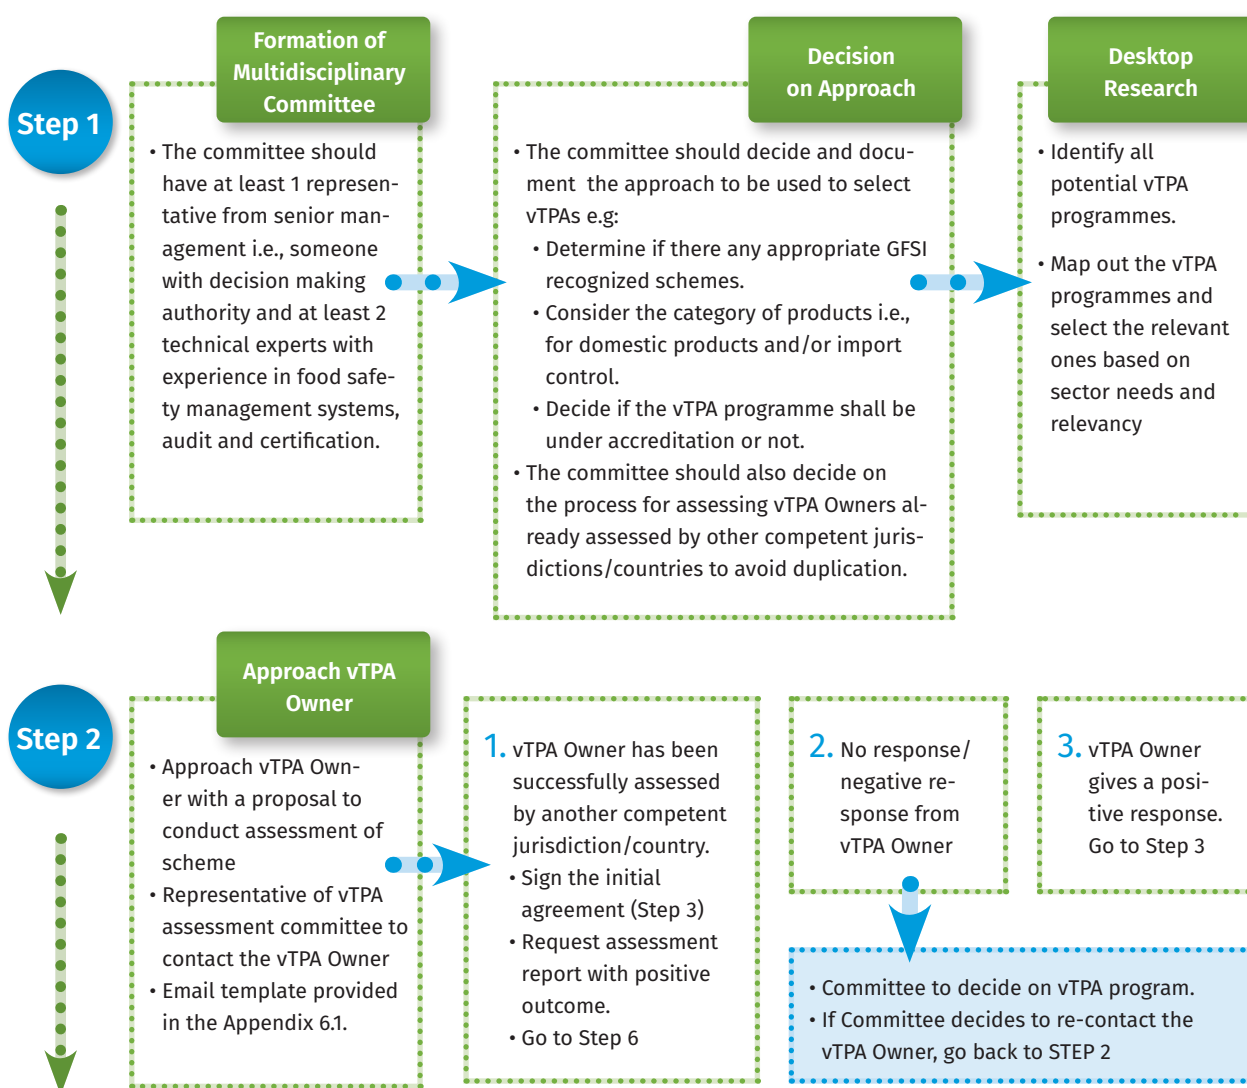 Step 1
Formation of
Multidisciplinary
Committee
• The committee should
have at least 1 represen-
tative from senior man-
agement i.e., someone
with decision making
authority and at least 2
technical experts with
experience in food safe-
ty management systems,
audit and certification.
Decision
on Approach
• The committee should decide and docu-
ment the approach to be used to select
vTPAs e.g:
• Determine if there any appropriate GFSI
recognized schemes.
• Consider the category of products i.e.,
for domestic products and/or import
control.
• Decide if the vTPA programme shall be
under accreditation or not.
• The committee should also decide on
the process for assessing vTPA Owners al-
ready assessed by other competent juris-
dictions/countries to avoid duplication.
Desktop
Research
• Identify all
potential vTPA
programmes.
• Map out the vTPA
programmes and
select the relevant
ones based on
sector needs and
relevancy
Step 2
Approach vTPA
Owner
• Approach vTPA Own-
er with a proposal to
conduct assessment of
scheme
• Representative of vTPA
assessment committee to
contact the vTPA Owner
• Email template provided
in the Appendix 6.1.
1. vTPA Owner has been
successfully assessed
by another competent
jurisdiction/country.
• Sign the initial
agreement (Step 3)
• Request assessment
report with positive
outcome.
• Go to Step 6
2. No response/
negative re-
sponse from
vTPA Owner
3. vTPA Owner
gives a posi-
tive response.
Go to Step 3
• Committee to decide on vTPA program.
• If Committee decides to re-contact the
vTPA Owner, go back to STEP 2